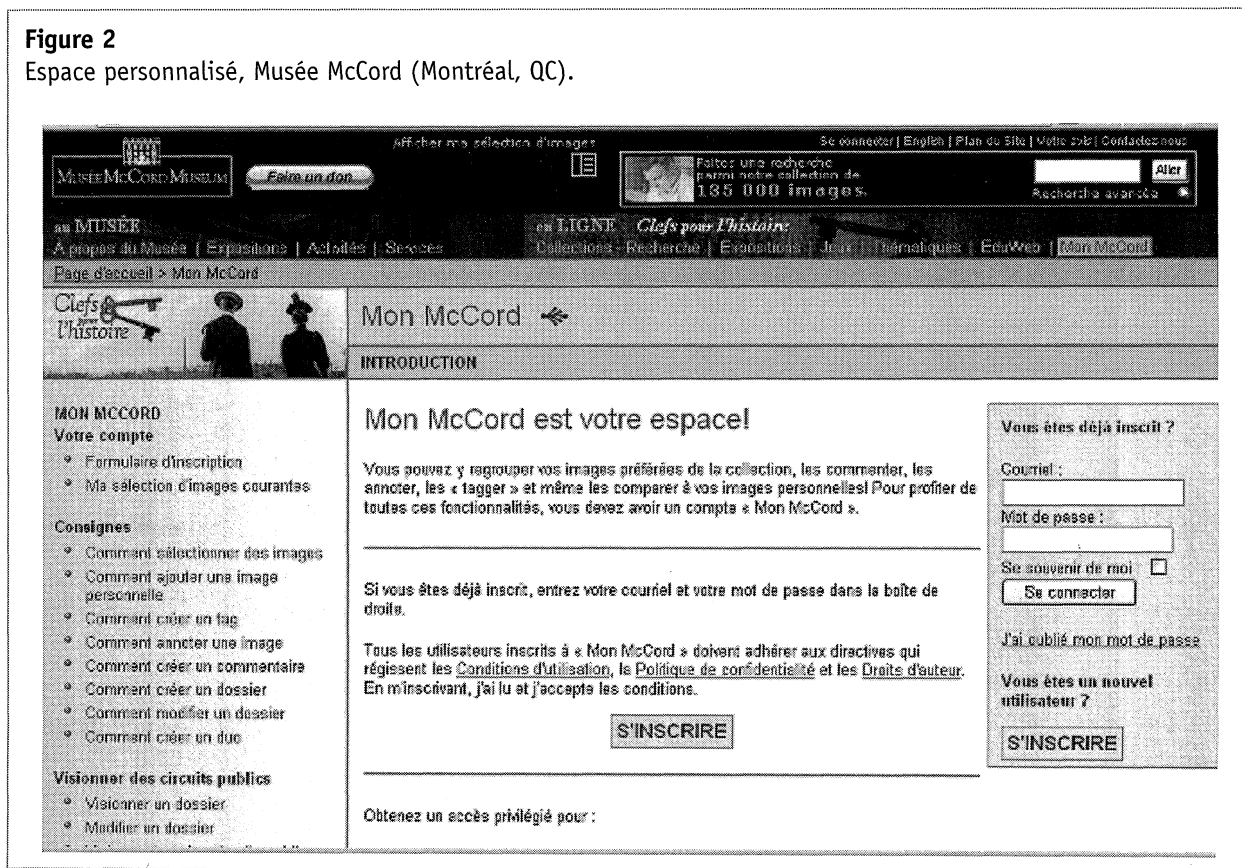 Figure 2
Espace personnalisé, Musée McCord (Montréal, QC).
Afficher ma sélection d'images
Se connecter | English | Plan du Site | Votre avis | Contactez-nous
MUSÉE MCCORD MUSEUM
Faire un don
Faites une recherche
parmi notre collection de
135 000 images.
Aller
Recherche avancée
au MUSÉE
en LIGNE Clefs pour l'histoire
À propos du Musée | Expositions | Activités | Services
Collections - Recherche | Expositions | Jeux | Thématiques | EduWeb | Mon McCord
Page d'accueil > Mon McCord
Clefs
pour
l'histoire
Mon McCord
INTRODUCTION
MON MCCORD
Votre compte
Formulaire d'inscription
Ma sélection d'images courantes
Consignes
Comment sélectionner des images
Comment ajouter une image
personnelle
Comment créer un tag
Comment annoter une image
Comment créer un commentaire
Comment créer un dossier
Comment modifier un dossier
Comment créer un duo
Visionner des circuits publics
Visionner un dossier
Modifier un dossier
Mon McCord est votre espace!
Vous pouvez y regrouper vos images préférées de la collection, les commenter, les
annoter, les « tagger » et même les comparer à vos images personnelles! Pour profiter de
toutes ces fonctionnalités, vous devez avoir un compte « Mon McCord ».
Si vous êtes déjà inscrit, entrez votre courriel et votre mot de passe dans la boîte de
droite.
Tous les utilisateurs inscrits à « Mon McCord » doivent adhérer aux directives qui
régissent les Conditions d'utilisation, la Politique de confidentialité et les Droits d'auteur.
En m'inscrivant, j'ai lu et j'accepte les conditions.
S'INSCRIRE
Obtenez un accès privilégié pour :
Vous êtes déjà inscrit ?
Courriel :
Mot de passe :
Se souvenir de moi
Se connecter
J'ai oublié mon mot de passe
Vous êtes un nouvel
utilisateur ?
S'INSCRIRE